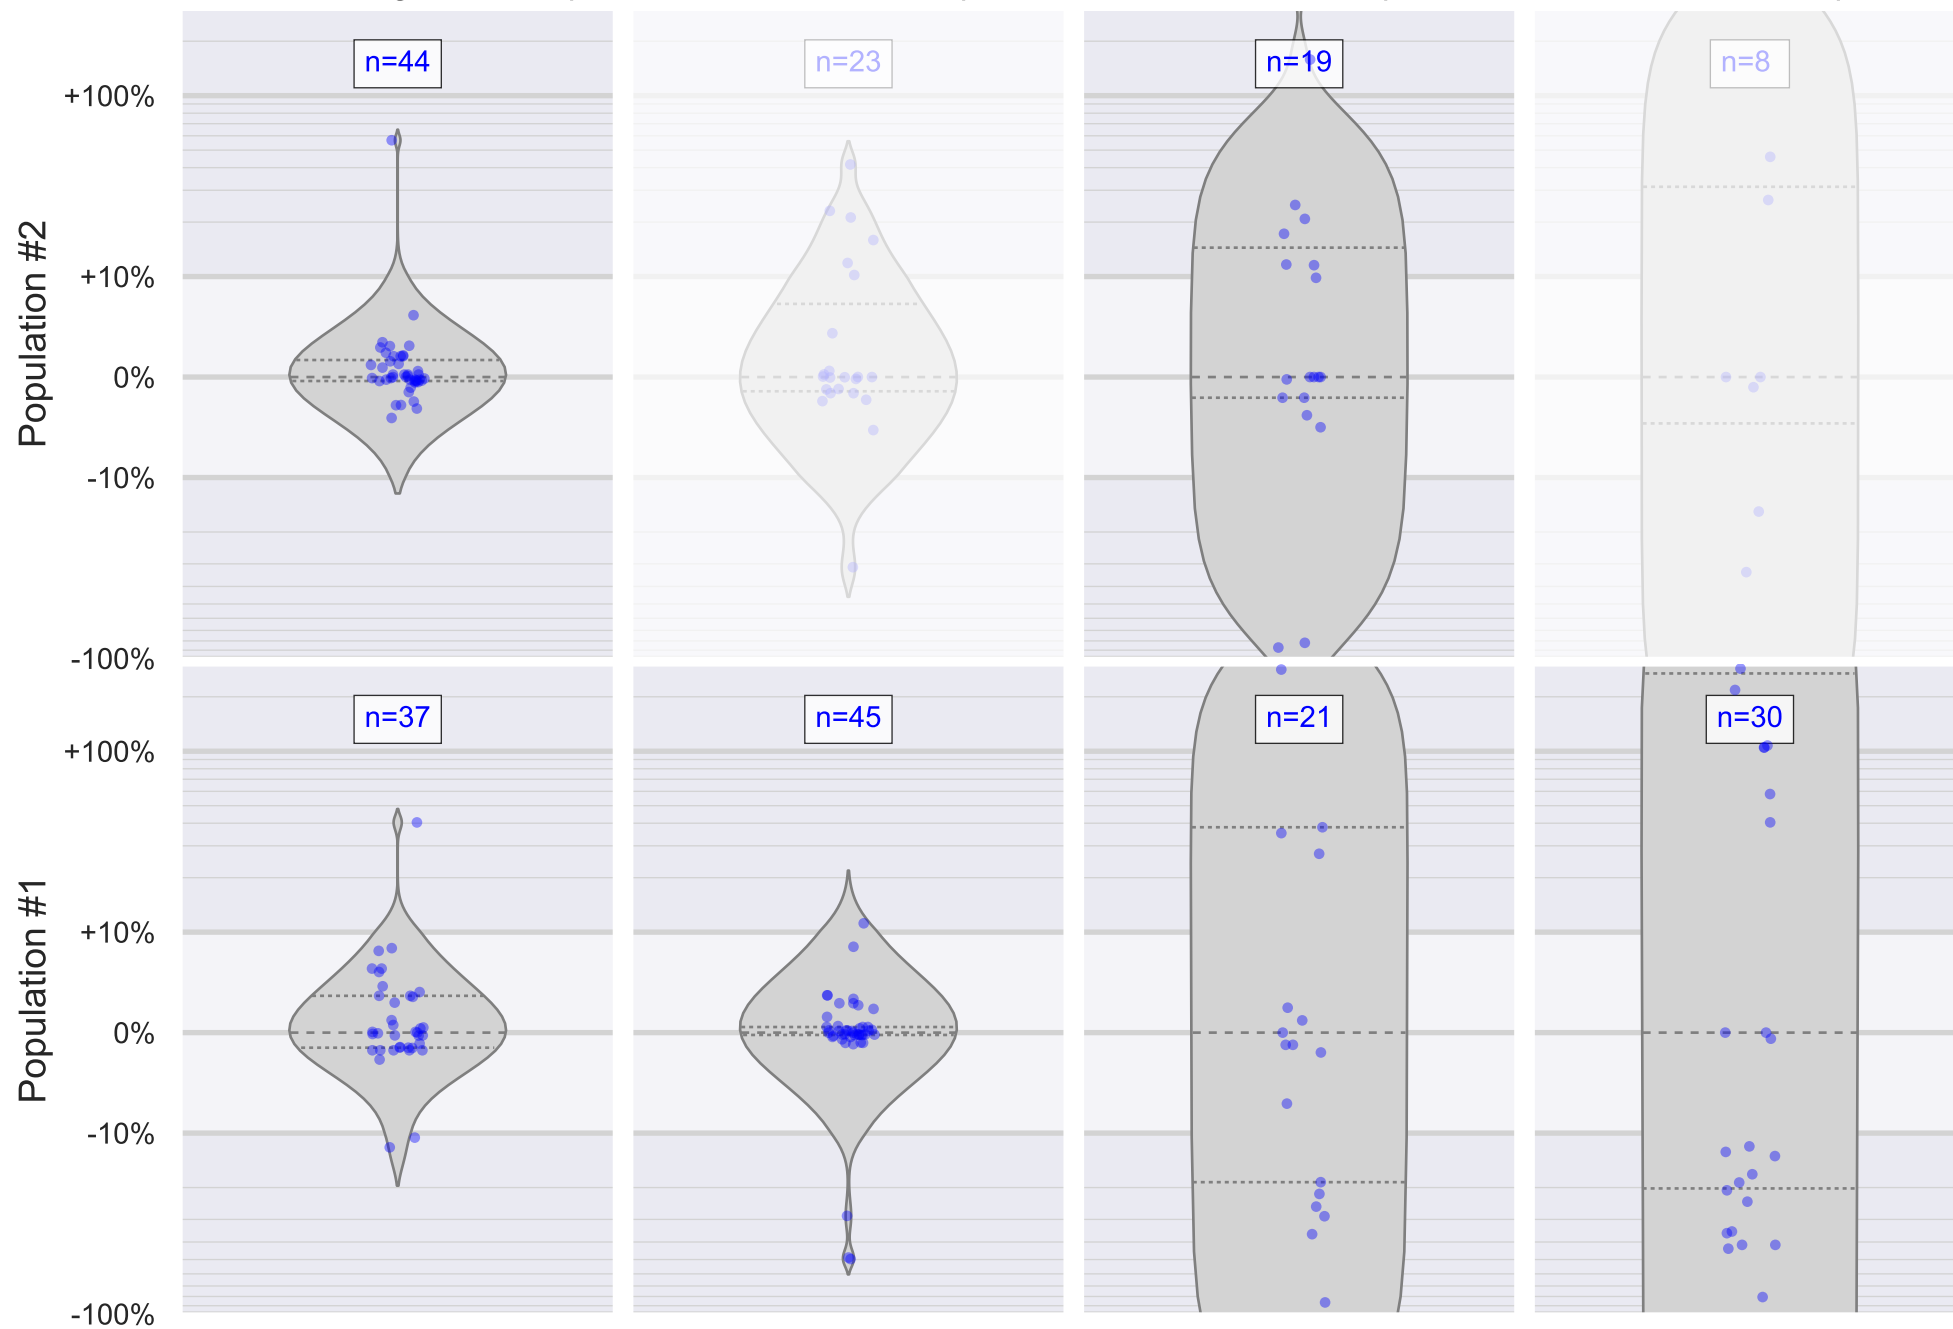 n=44 n=23 n=19 n=8
+100%
+10%
0%
-10%
-100%
Population #2
n=37 n=45 n=21 n=30
+100%
+10%
0%
-10%
-100%
Population #1